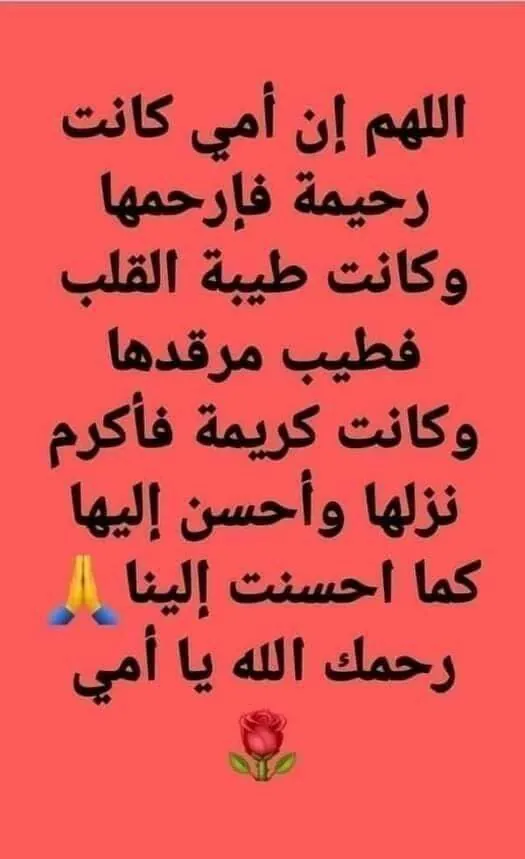 اللهم إن أمي كانت
رحيمة فإرحمها
وكانت طيبة القلب
فطيب مرقدها
وكانت كريمة فأكرم
نزلها وأحسن إليها
كما احسنت إلينا 🙏
رحمك الله يا أمي
🌹